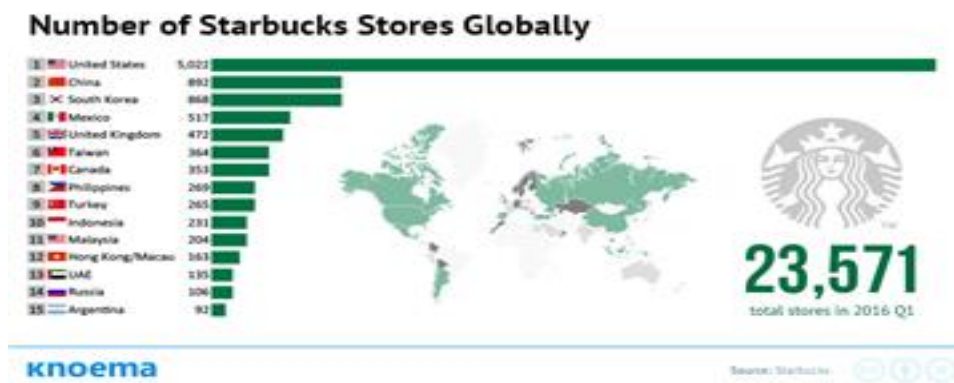 Number of Starbucks Stores Globally
1 United States 5,022
2 China 892
3 South Korea 868
4 Mexico 517
5 United Kingdom 472
6 Taiwan 364
7 Canada 353
8 Philippines 269
9 Turkey 265
10 Indonesia 231
11 Malaysia 204
12 Hong Kong/Macau 163
13 UAE 135
14 Russia 106
15 Argentina 92
23,571
total stores in 2016 Q1
knoema
Source: Starbucks